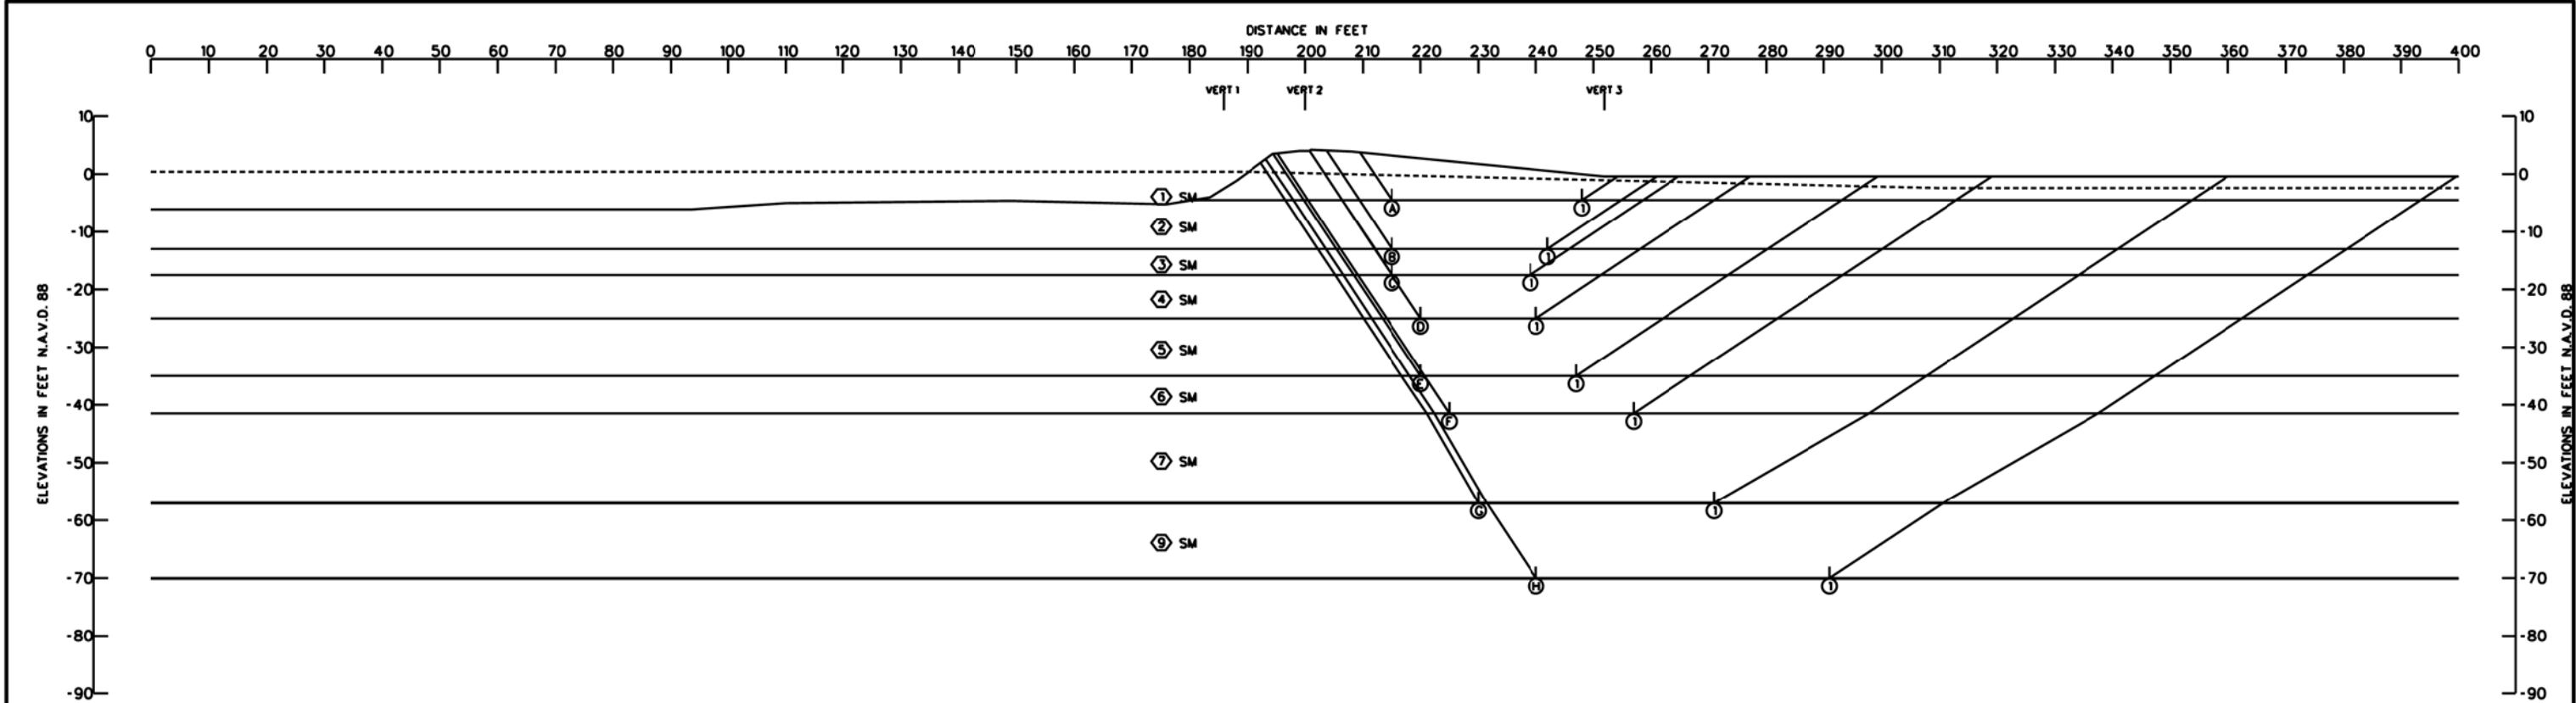 DISTANCE IN FEET
0 10 20 30 40 50 60 70 80 90 100 110 120 130 140 150 160 170 180 190 200 210 220 230 240 250 260 270 280 290 300 310 320 330 340 350 360 370 380 390 400
VERT 1 VERT 2 VERT 3
10 10
0 0
1 SM A 1
-10 2 SM -10
B 1
3 SM
C 1
-20 4 SM -20
D 1
-30 5 SM -30
E 1
-40 6 SM -40
F 1
-50 7 SM -50
G 1
-60 -60
9 SM
-70 -70
H 1
-80 -80
-90 -90
ELEVATIONS IN FEET N.A.V.D. 88
ELEVATIONS IN FEET N.A.V.D. 88